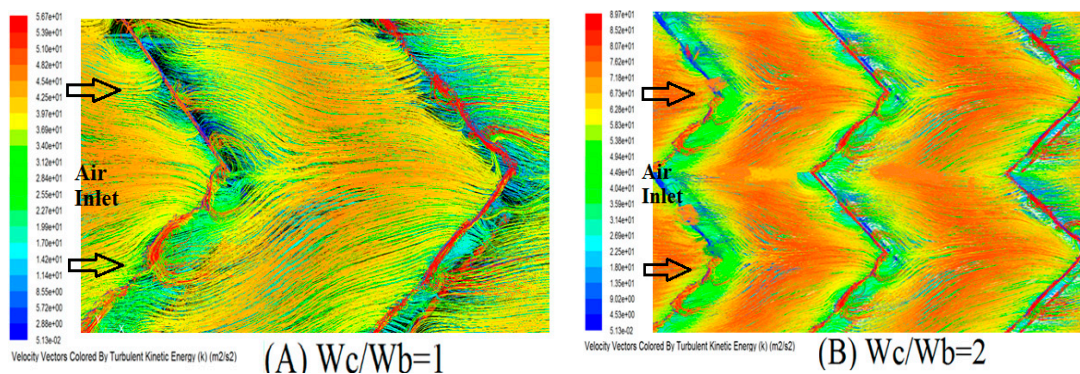 5.67e+01
5.39e+01
5.10e+01
4.82e+01
4.54e+01
4.25e+01
3.97e+01
3.69e+01
3.40e+01
3.12e+01
2.84e+01
2.55e+01
2.27e+01
1.99e+01
1.70e+01
1.42e+01
1.14e+01
8.55e+00
5.72e+00
2.88e+00
5.13e-02
Air
Inlet
Velocity Vectors Colored By Turbulent Kinetic Energy (k) (m2/s2)
(A) Wc/Wb=1
8.97e+01
8.52e+01
8.07e+01
7.62e+01
7.18e+01
6.73e+01
6.28e+01
5.83e+01
5.38e+01
4.94e+01
4.49e+01
4.04e+01
3.59e+01
3.14e+01
2.69e+01
2.25e+01
1.80e+01
1.35e+01
9.02e+00
4.53e+00
5.13e-02
Air
Inlet
Velocity Vectors Colored By Turbulent Kinetic Energy (k) (m2/s2)
(B) Wc/Wb=2